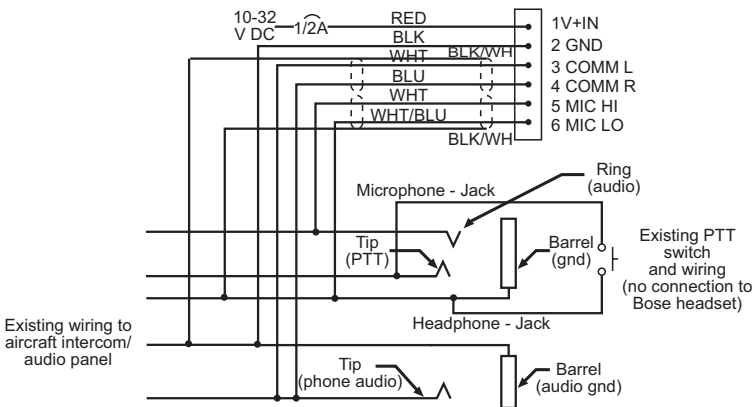 10-32
V DC
1/2A
RED
BLK
BLK/WH
WHT
BLU
WHT
WHT/BLU
BLK/WH
1V+IN
2 GND
3 COMM L
4 COMM R
5 MIC HI
6 MIC LO
Microphone - Jack
Ring
(audio)
Tip
(PTT)
Barrel
(gnd)
Existing PTT
switch
and wiring
(no connection to
Bose headset)
Existing wiring to
aircraft intercom/
audio panel
Headphone - Jack
Tip
(phone audio)
Barrel
(audio gnd)